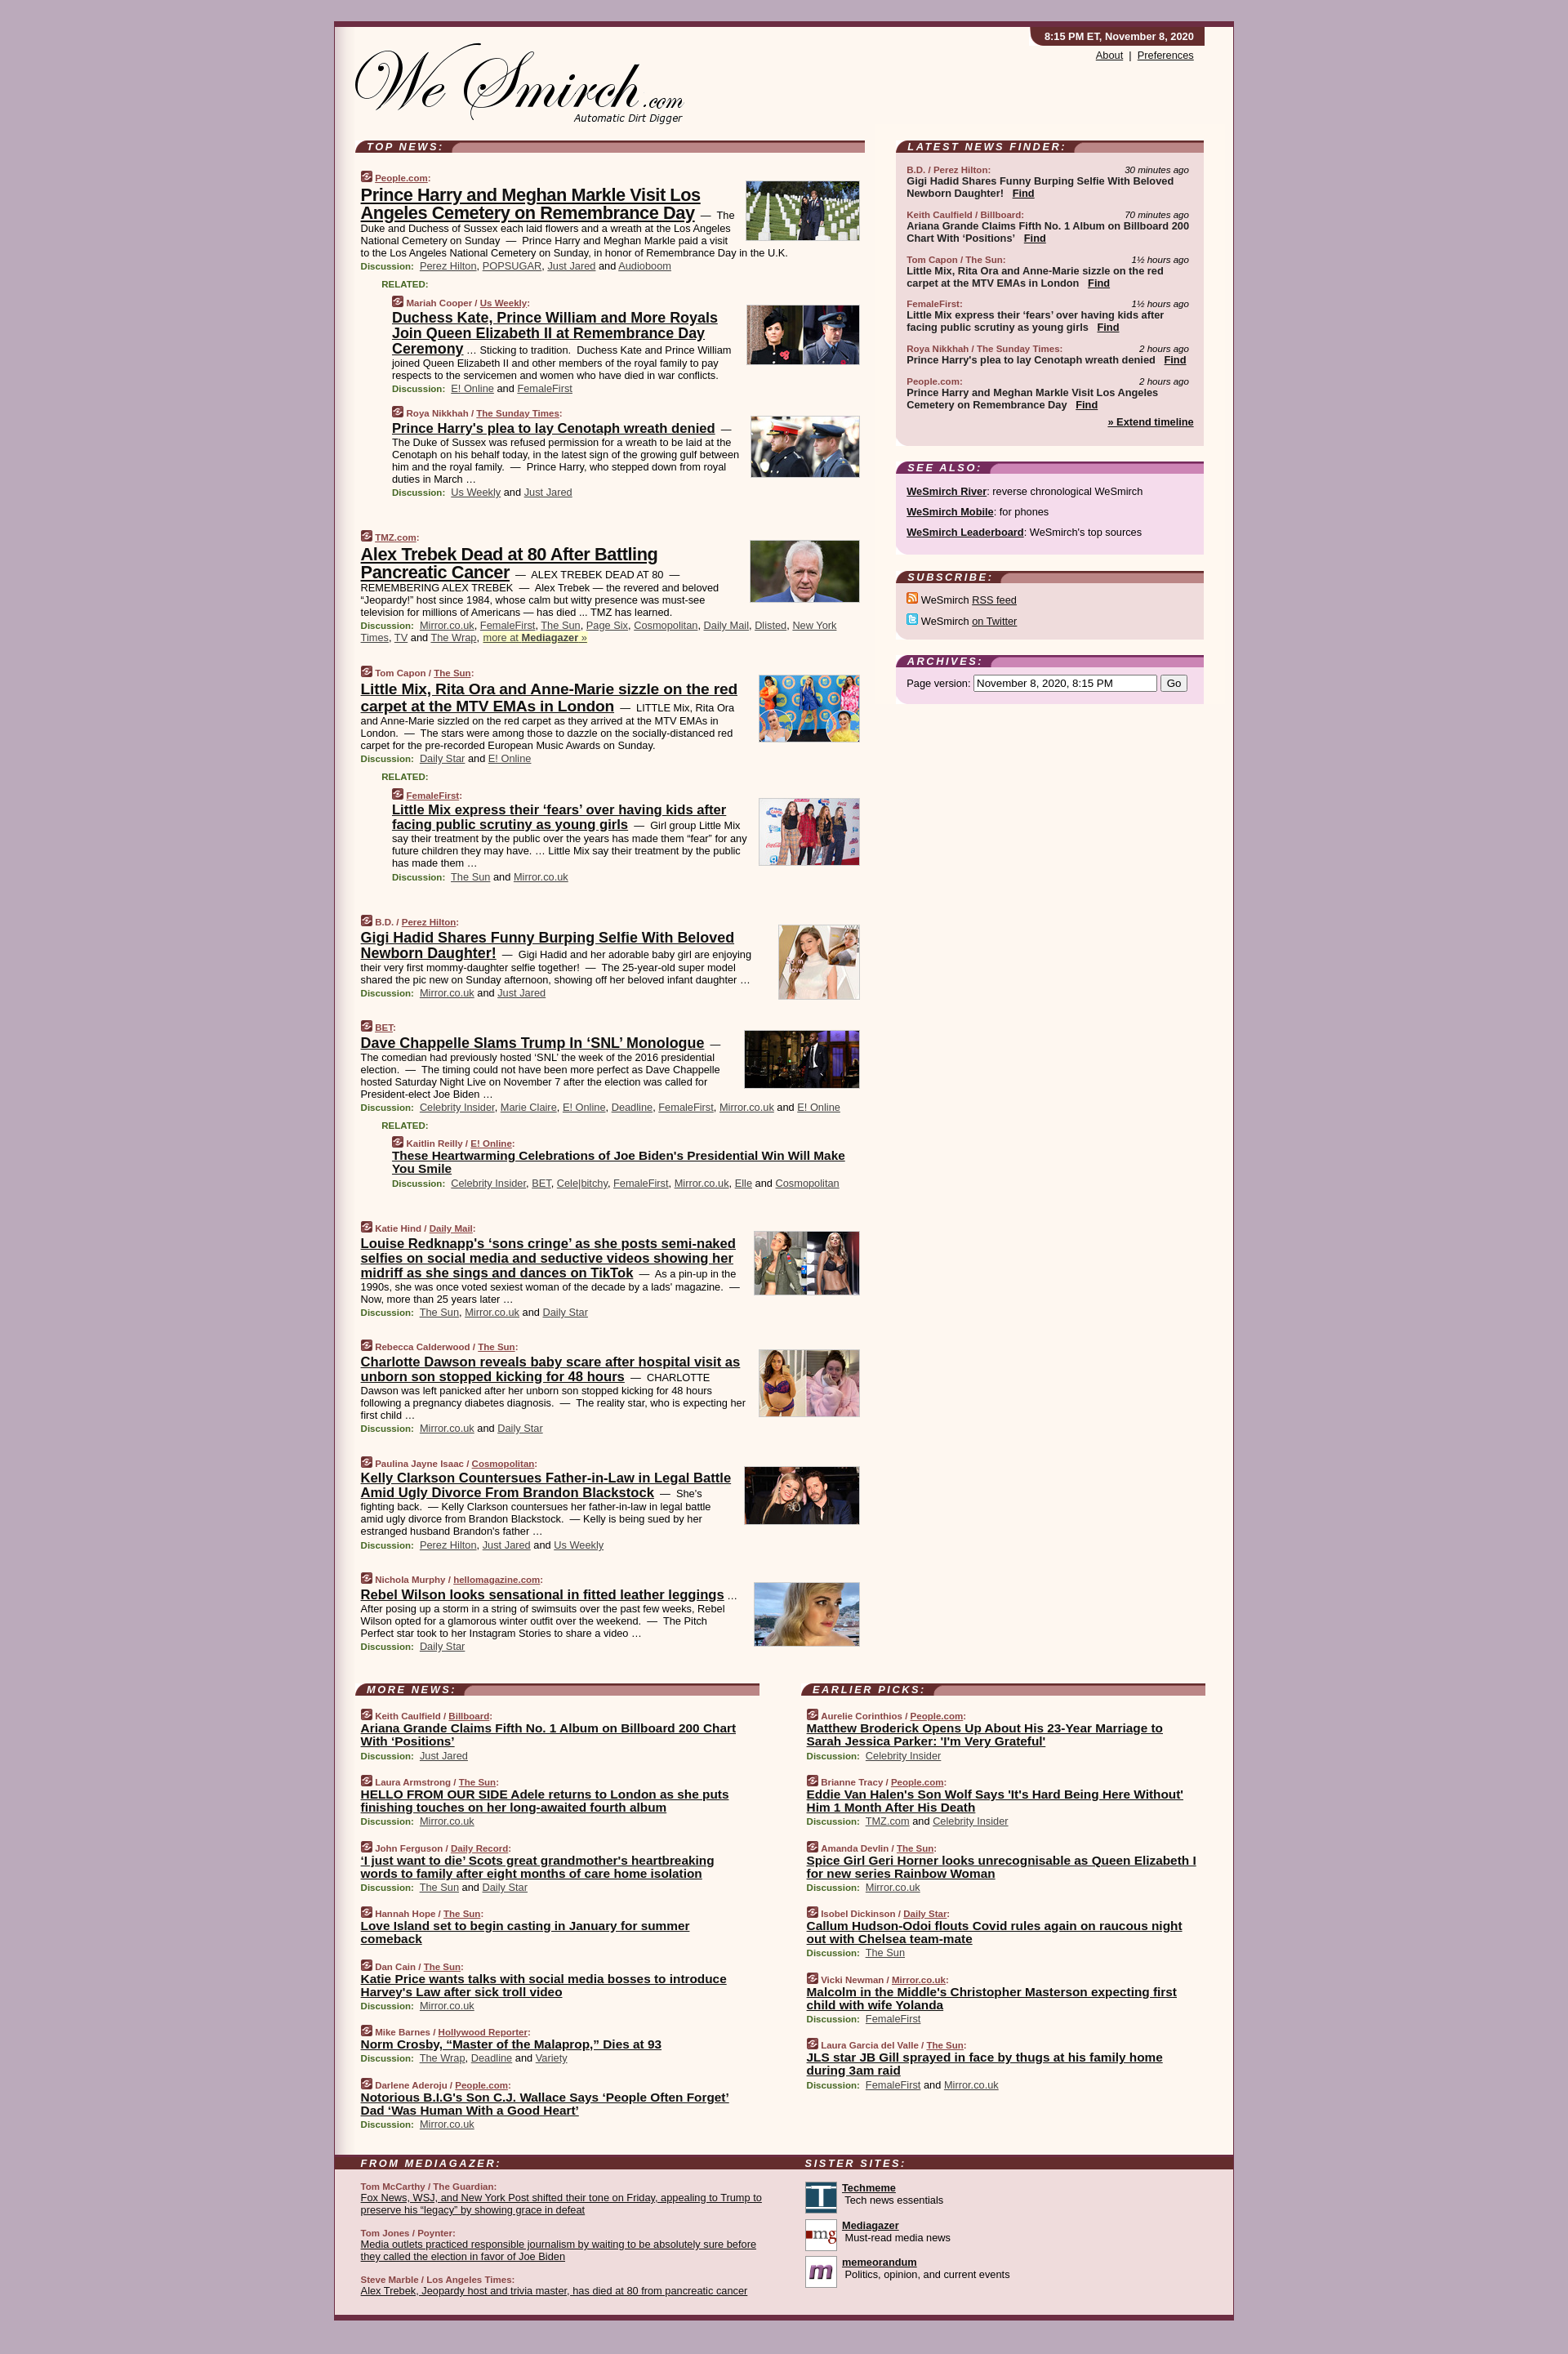 8:15 PM ET, November 8, 2020
About | Preferences
We Smirch.com
Automatic Dirt Digger
TOP NEWS:
People.com:
Prince Harry and Meghan Markle Visit Los
Angeles Cemetery on Remembrance Day — The
Duke and Duchess of Sussex each laid flowers and a wreath at the Los Angeles
National Cemetery on Sunday — Prince Harry and Meghan Markle paid a visit
to the Los Angeles National Cemetery on Sunday, in honor of Remembrance Day in the U.K.
Discussion: Perez Hilton, POPSUGAR, Just Jared and Audioboom
RELATED:
Mariah Cooper / Us Weekly:
Duchess Kate, Prince William and More Royals
Join Queen Elizabeth II at Remembrance Day
Ceremony … Sticking to tradition. Duchess Kate and Prince William
joined Queen Elizabeth II and other members of the royal family to pay
respects to the servicemen and women who have died in war conflicts.
Discussion: E! Online and FemaleFirst
Roya Nikkhah / The Sunday Times:
Prince Harry's plea to lay Cenotaph wreath denied —
The Duke of Sussex was refused permission for a wreath to be laid at the
Cenotaph on his behalf today, in the latest sign of the growing gulf between
him and the royal family. — Prince Harry, who stepped down from royal
duties in March …
Discussion: Us Weekly and Just Jared
TMZ.com:
Alex Trebek Dead at 80 After Battling
Pancreatic Cancer — ALEX TREBEK DEAD AT 80 —
REMEMBERING ALEX TREBEK — Alex Trebek — the revered and beloved
“Jeopardy!” host since 1984, whose calm but witty presence was must-see
television for millions of Americans — has died ... TMZ has learned.
Discussion: Mirror.co.uk, FemaleFirst, The Sun, Page Six, Cosmopolitan, Daily Mail, Dlisted, New York
Times, TV and The Wrap, more at Mediagazer »
Tom Capon / The Sun:
Little Mix, Rita Ora and Anne-Marie sizzle on the red
carpet at the MTV EMAs in London — LITTLE Mix, Rita Ora
and Anne-Marie sizzled on the red carpet as they arrived at the MTV EMAs in
London. — The stars were among those to dazzle on the socially-distanced red
carpet for the pre-recorded European Music Awards on Sunday.
Discussion: Daily Star and E! Online
RELATED:
FemaleFirst:
Little Mix express their ‘fears’ over having kids after
facing public scrutiny as young girls — Girl group Little Mix
say their treatment by the public over the years has made them “fear” for any
future children they may have. … Little Mix say their treatment by the public
has made them …
Discussion: The Sun and Mirror.co.uk
B.D. / Perez Hilton:
Gigi Hadid Shares Funny Burping Selfie With Beloved
Newborn Daughter! — Gigi Hadid and her adorable baby girl are enjoying
their very first mommy-daughter selfie together! — The 25-year-old super model
shared the pic new on Sunday afternoon, showing off her beloved infant daughter …
Discussion: Mirror.co.uk and Just Jared
BET:
Dave Chappelle Slams Trump In ‘SNL’ Monologue —
The comedian had previously hosted ‘SNL’ the week of the 2016 presidential
election. — The timing could not have been more perfect as Dave Chappelle
hosted Saturday Night Live on November 7 after the election was called for
President-elect Joe Biden …
Discussion: Celebrity Insider, Marie Claire, E! Online, Deadline, FemaleFirst, Mirror.co.uk and E! Online
RELATED:
Kaitlin Reilly / E! Online:
These Heartwarming Celebrations of Joe Biden's Presidential Win Will Make
You Smile
Discussion: Celebrity Insider, BET, Cele|bitchy, FemaleFirst, Mirror.co.uk, Elle and Cosmopolitan
Katie Hind / Daily Mail:
Louise Redknapp's ‘sons cringe’ as she posts semi-naked
selfies on social media and seductive videos showing her
midriff as she sings and dances on TikTok — As a pin-up in the
1990s, she was once voted sexiest woman of the decade by a lads' magazine. —
Now, more than 25 years later …
Discussion: The Sun, Mirror.co.uk and Daily Star
Rebecca Calderwood / The Sun:
Charlotte Dawson reveals baby scare after hospital visit as
unborn son stopped kicking for 48 hours — CHARLOTTE
Dawson was left panicked after her unborn son stopped kicking for 48 hours
following a pregnancy diabetes diagnosis. — The reality star, who is expecting her
first child …
Discussion: Mirror.co.uk and Daily Star
Paulina Jayne Isaac / Cosmopolitan:
Kelly Clarkson Countersues Father-in-Law in Legal Battle
Amid Ugly Divorce From Brandon Blackstock — She's
fighting back. — Kelly Clarkson countersues her father-in-law in legal battle
amid ugly divorce from Brandon Blackstock. — Kelly is being sued by her
estranged husband Brandon's father …
Discussion: Perez Hilton, Just Jared and Us Weekly
Nichola Murphy / hellomagazine.com:
Rebel Wilson looks sensational in fitted leather leggings …
After posing up a storm in a string of swimsuits over the past few weeks, Rebel
Wilson opted for a glamorous winter outfit over the weekend. — The Pitch
Perfect star took to her Instagram Stories to share a video …
Discussion: Daily Star
LATEST NEWS FINDER:
B.D. / Perez Hilton: 30 minutes ago
Gigi Hadid Shares Funny Burping Selfie With Beloved
Newborn Daughter! Find
Keith Caulfield / Billboard: 70 minutes ago
Ariana Grande Claims Fifth No. 1 Album on Billboard 200
Chart With ‘Positions’ Find
Tom Capon / The Sun: 1½ hours ago
Little Mix, Rita Ora and Anne-Marie sizzle on the red
carpet at the MTV EMAs in London Find
FemaleFirst: 1½ hours ago
Little Mix express their ‘fears’ over having kids after
facing public scrutiny as young girls Find
Roya Nikkhah / The Sunday Times: 2 hours ago
Prince Harry's plea to lay Cenotaph wreath denied Find
People.com: 2 hours ago
Prince Harry and Meghan Markle Visit Los Angeles
Cemetery on Remembrance Day Find
» Extend timeline
SEE ALSO:
WeSmirch River: reverse chronological WeSmirch
WeSmirch Mobile: for phones
WeSmirch Leaderboard: WeSmirch's top sources
SUBSCRIBE:
WeSmirch RSS feed
WeSmirch on Twitter
ARCHIVES:
Page version: November 8, 2020, 8:15 PM Go
MORE NEWS:
Keith Caulfield / Billboard:
Ariana Grande Claims Fifth No. 1 Album on Billboard 200 Chart
With ‘Positions’
Discussion: Just Jared
Laura Armstrong / The Sun:
HELLO FROM OUR SIDE Adele returns to London as she puts
finishing touches on her long-awaited fourth album
Discussion: Mirror.co.uk
John Ferguson / Daily Record:
‘I just want to die’ Scots great grandmother's heartbreaking
words to family after eight months of care home isolation
Discussion: The Sun and Daily Star
Hannah Hope / The Sun:
Love Island set to begin casting in January for summer
comeback
Dan Cain / The Sun:
Katie Price wants talks with social media bosses to introduce
Harvey's Law after sick troll video
Discussion: Mirror.co.uk
Mike Barnes / Hollywood Reporter:
Norm Crosby, “Master of the Malaprop,” Dies at 93
Discussion: The Wrap, Deadline and Variety
Darlene Aderoju / People.com:
Notorious B.I.G's Son C.J. Wallace Says ‘People Often Forget’
Dad ‘Was Human With a Good Heart’
Discussion: Mirror.co.uk
EARLIER PICKS:
Aurelie Corinthios / People.com:
Matthew Broderick Opens Up About His 23-Year Marriage to
Sarah Jessica Parker: 'I'm Very Grateful'
Discussion: Celebrity Insider
Brianne Tracy / People.com:
Eddie Van Halen's Son Wolf Says 'It's Hard Being Here Without'
Him 1 Month After His Death
Discussion: TMZ.com and Celebrity Insider
Amanda Devlin / The Sun:
Spice Girl Geri Horner looks unrecognisable as Queen Elizabeth I
for new series Rainbow Woman
Discussion: Mirror.co.uk
Isobel Dickinson / Daily Star:
Callum Hudson-Odoi flouts Covid rules again on raucous night
out with Chelsea team-mate
Discussion: The Sun
Vicki Newman / Mirror.co.uk:
Malcolm in the Middle's Christopher Masterson expecting first
child with wife Yolanda
Discussion: FemaleFirst
Laura Garcia del Valle / The Sun:
JLS star JB Gill sprayed in face by thugs at his family home
during 3am raid
Discussion: FemaleFirst and Mirror.co.uk
FROM MEDIAGAZER:
Tom McCarthy / The Guardian:
Fox News, WSJ, and New York Post shifted their tone on Friday, appealing to Trump to
preserve his “legacy” by showing grace in defeat
Tom Jones / Poynter:
Media outlets practiced responsible journalism by waiting to be absolutely sure before
they called the election in favor of Joe Biden
Steve Marble / Los Angeles Times:
Alex Trebek, Jeopardy host and trivia master, has died at 80 from pancreatic cancer
SISTER SITES:
T
Techmeme
Tech news essentials
mg
Mediagazer
Must-read media news
m
memeorandum
Politics, opinion, and current events